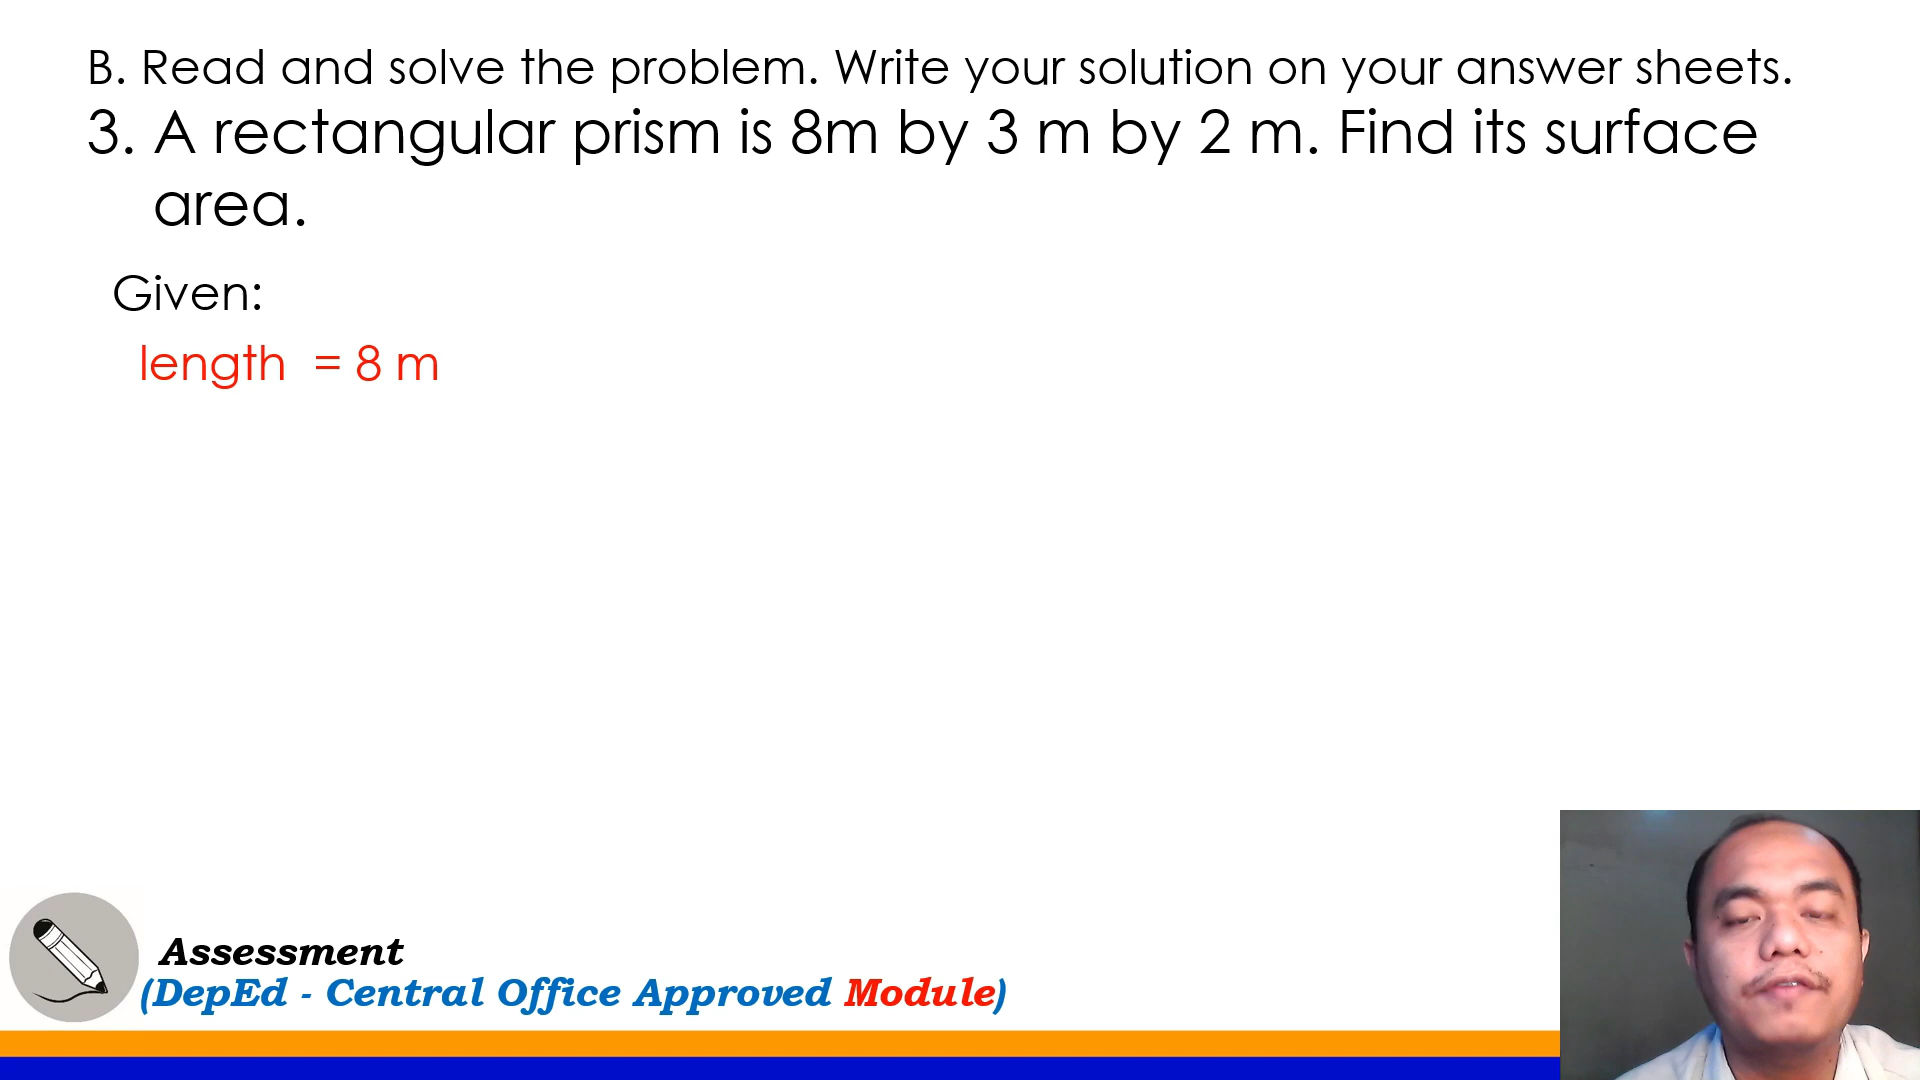 B. Read and solve the problem. Write your solution on your answer sheets.
3. A rectangular prism is 8m by 3 m by 2 m. Find its surface
area.
Given:
length = 8 m
Assessment
(DepEd - Central Office Approved Module)